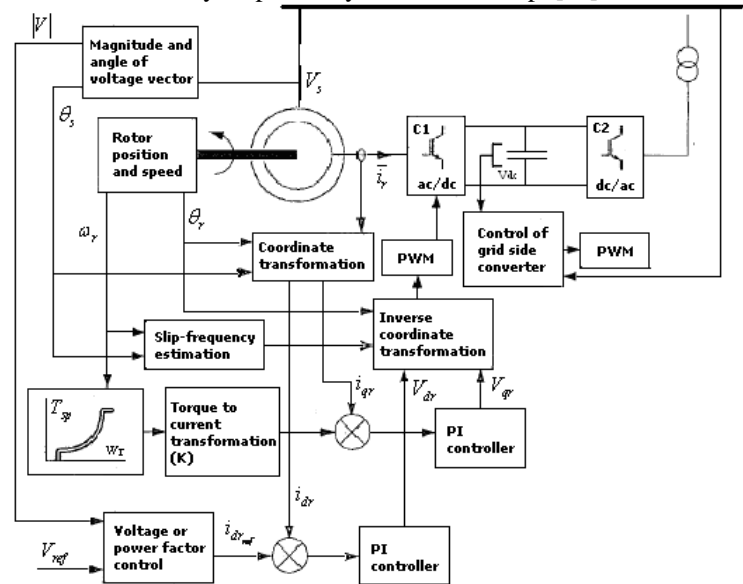 |V|
Magnitude and
angle of
voltage vector
V_s
θ_s
Rotor
position
and speed
C1
ac/dc
Vdc
C2
dc/ac
i_r
ω_r
θ_r
Coordinate
transformation
PWM
Control of
grid side
converter
PWM
Slip-frequency
estimation
Inverse
coordinate
transformation
T_sp
wr
Torque to
current
transformation
(K)
i_qr
V_dr
V_qr
PI
controller
i_dr
V_ref
Voltage or
power factor
control
i_dr_ref
PI
controller